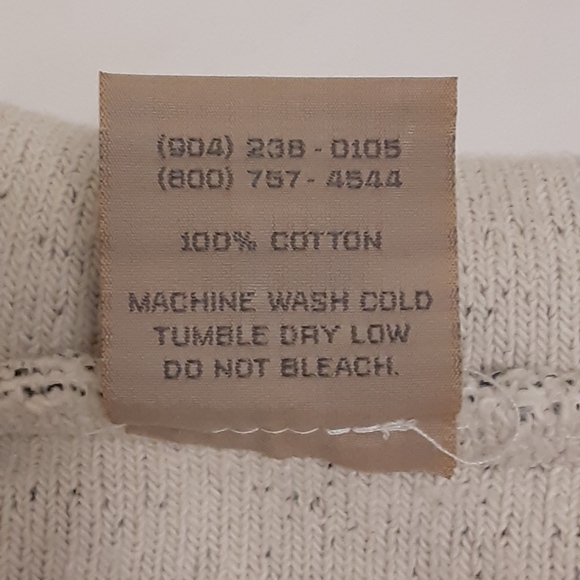 (904) 238-0105
(800) 757-4544
100% COTTON
MACHINE WASH COLD
TUMBLE DRY LOW
DO NOT BLEACH.